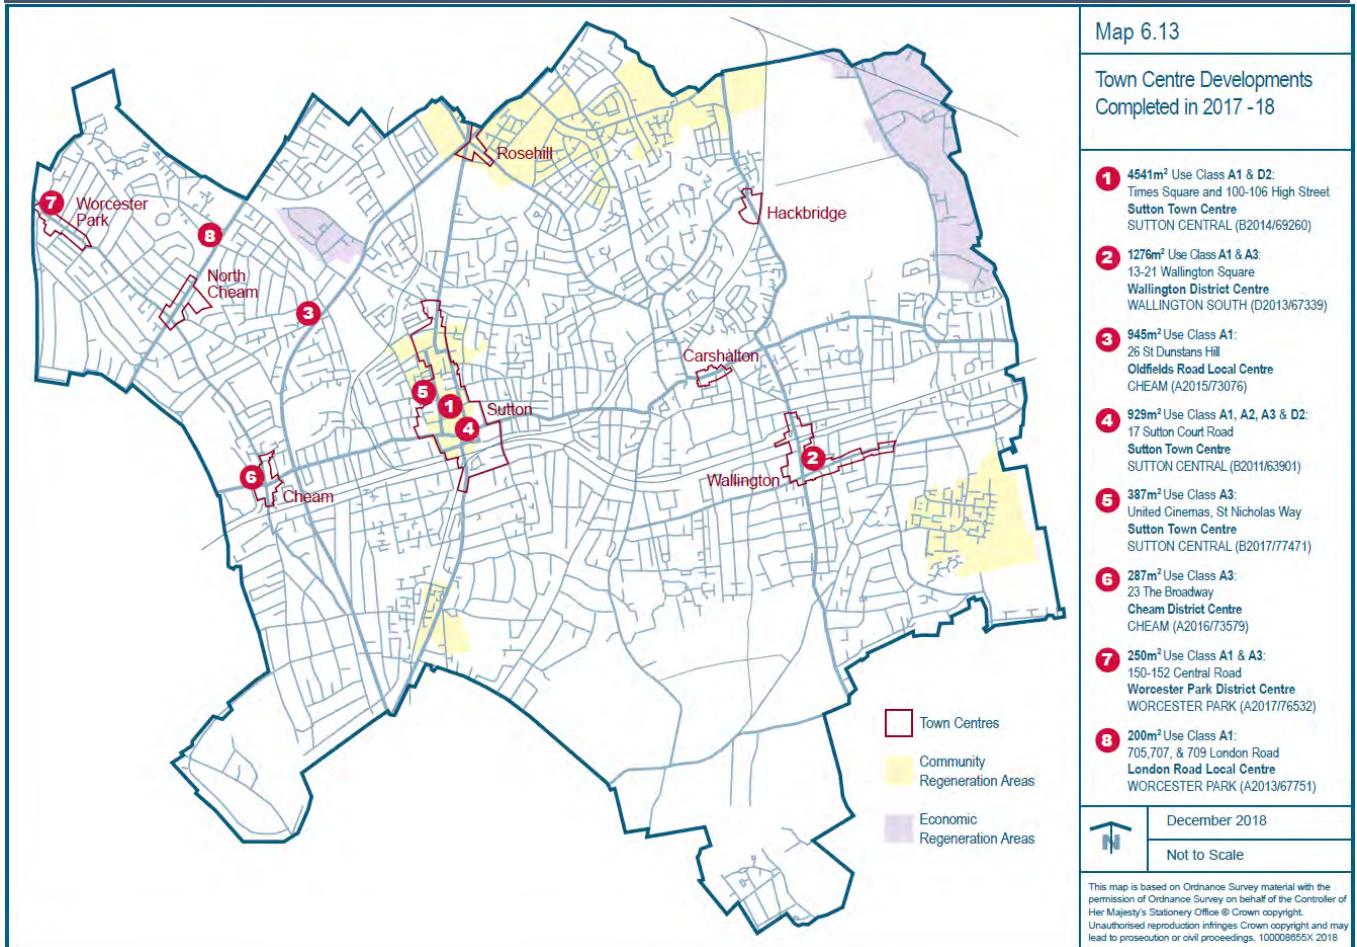 Map 6.13
Town Centre Developments
Completed in 2017 -18
1
4541m² Use Class A1 & D2:
Times Square and 100-106 High Street
Sutton Town Centre
SUTTON CENTRAL (B2014/69260)
2
1276m² Use Class A1 & A3:
13-21 Wallington Square
Wallington District Centre
WALLINGTON SOUTH (D2013/67339)
3
945m² Use Class A1:
26 St Dunstans Hill
Oldfields Road Local Centre
CHEAM (A2015/73076)
4
929m² Use Class A1, A2, A3 & D2:
17 Sutton Court Road
Sutton Town Centre
SUTTON CENTRAL (B2011/63901)
5
387m² Use Class A3:
United Cinemas, St Nicholas Way
Sutton Town Centre
SUTTON CENTRAL (B2017/77471)
6
287m² Use Class A3:
23 The Broadway
Cheam District Centre
CHEAM (A2016/73579)
7
250m² Use Class A1 & A3:
150-152 Central Road
Worcester Park District Centre
WORCESTER PARK (A2017/76532)
8
200m² Use Class A1:
705,707, & 709 London Road
London Road Local Centre
WORCESTER PARK (A2013/67751)
N
December 2018
Not to Scale
This map is based on Ordnance Survey material with the
permission of Ordnance Survey on behalf of the Controller of
Her Majesty's Stationery Office © Crown copyright.
Unauthorised reproduction infringes Crown copyright and may
lead to prosecution or civil proceedings. 100008655X 2018
Rosehill
7
Worcester
Park
Hackbridge
8
North
Cheam
3
Carshalton
5
1
Sutton
4
2
Wallington
6
Cheam
Town Centres
Community
Regeneration Areas
Economic
Regeneration Areas